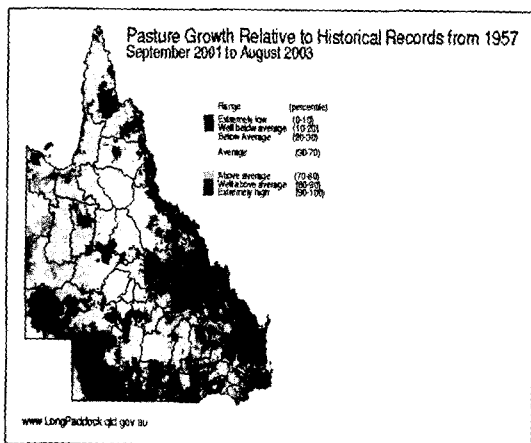 Pasture Growth Relative to Historical Records from 1957
September 2001 to August 2003
Range (percentile)
Extremely low (0-10)
Well below average (10-20)
Below Average (20-30)
Average (30-70)
Above average (70-80)
Well above average (80-90)
Extremely high (90-100)
www LongPaddock qld gov au